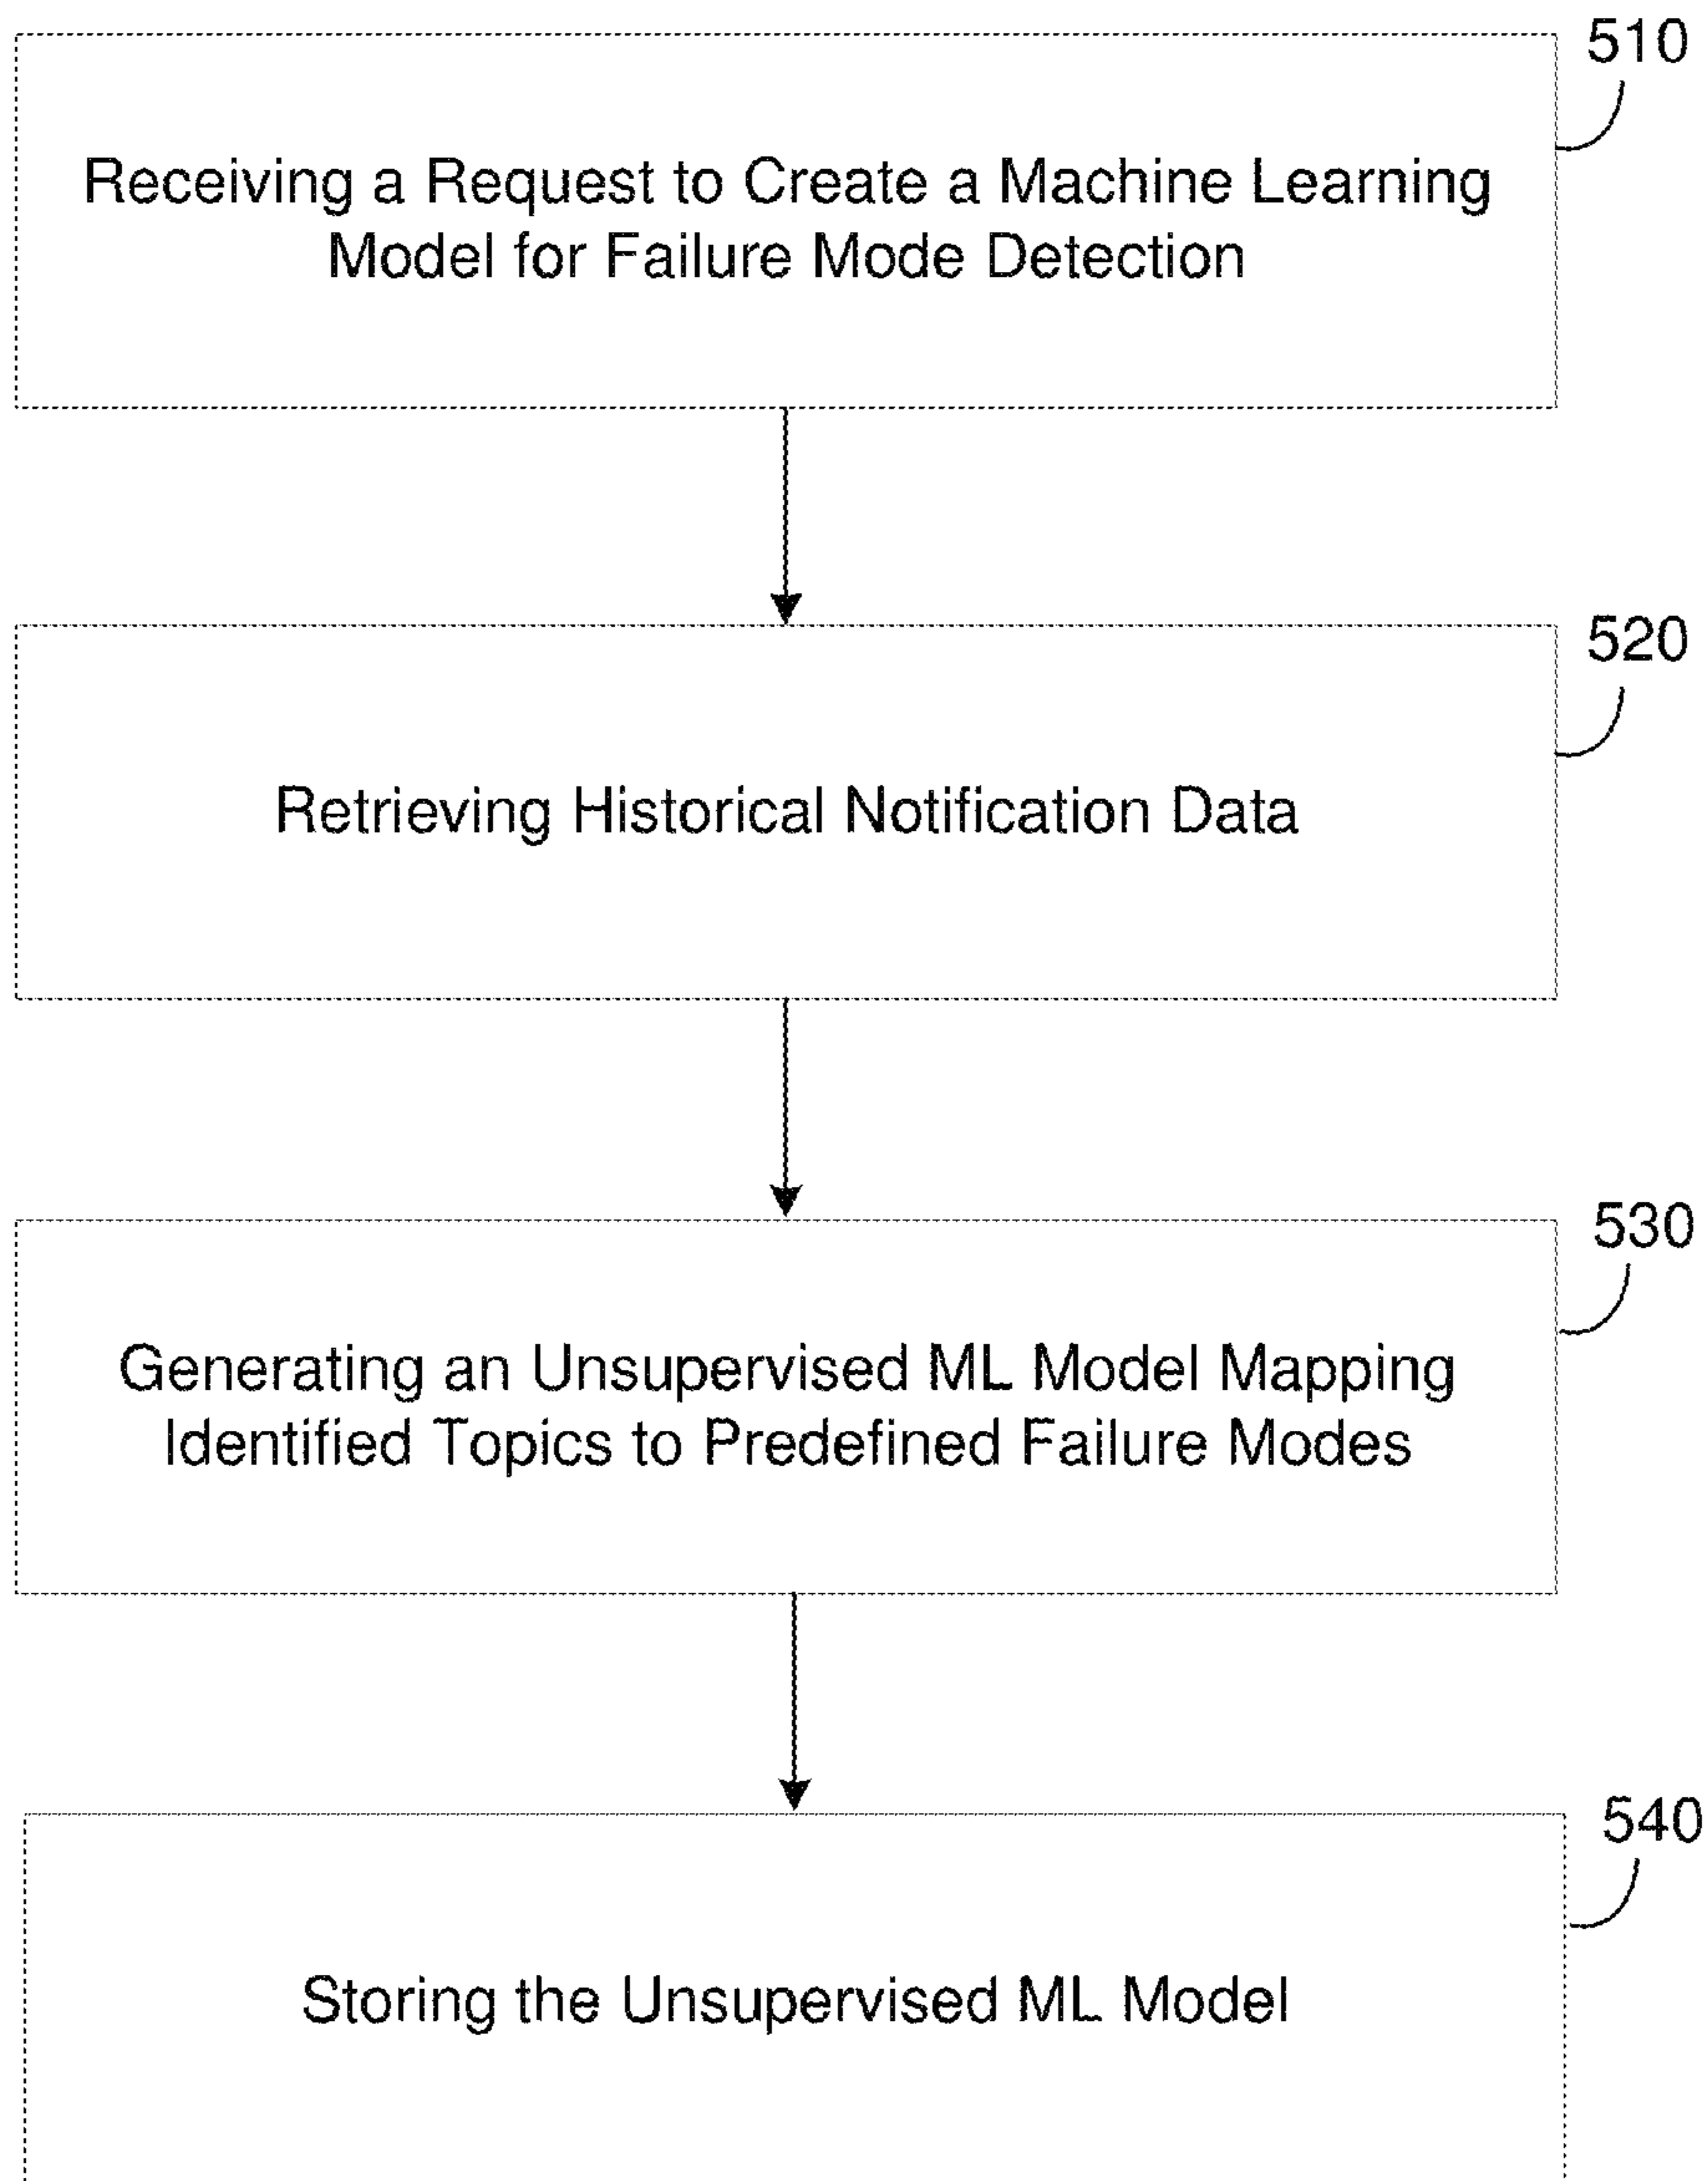 510
Receiving a Request to Create a Machine Learning
Model for Failure Mode Detection
520
Retrieving Historical Notification Data
530
Generating an Unsupervised ML Model Mapping
Identified Topics to Predefined Failure Modes
540
Storing the Unsupervised ML Model